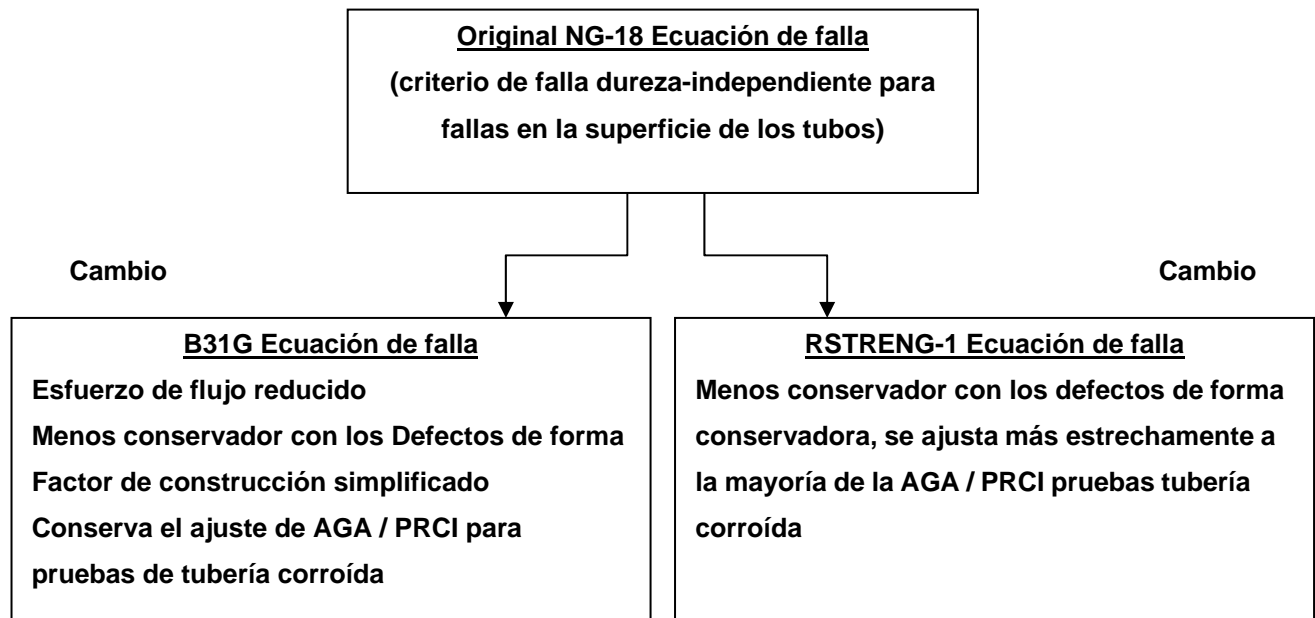 Original NG-18 Ecuación de falla
(criterio de falla dureza-independiente para
fallas en la superficie de los tubos)
Cambio
Cambio
B31G Ecuación de falla
Esfuerzo de flujo reducido
Menos conservador con los Defectos de forma
Factor de construcción simplificado
Conserva el ajuste de AGA / PRCI para
pruebas de tubería corroída
RSTRENG-1 Ecuación de falla
Menos conservador con los defectos de forma
conservadora, se ajusta más estrechamente a
la mayoría de la AGA / PRCI pruebas tubería
corroída